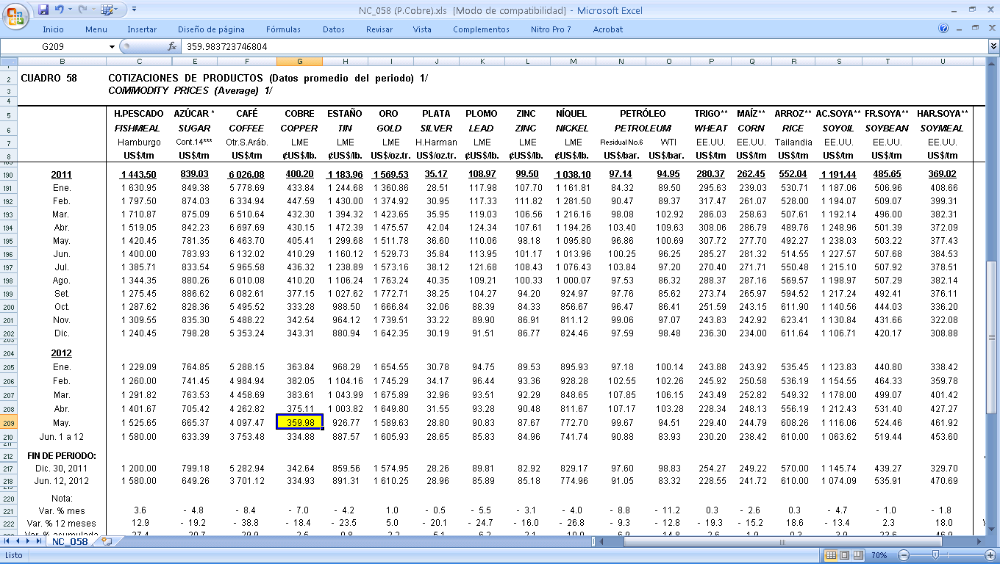 NC_058 (P.Cobre).xls [Modo de compatibilidad] - Microsoft Excel
Inicio Menu Insertar Diseño de página Fórmulas Datos Revisar Vista Complementos Nitro Pro 7 Acrobat
G209 fx 359.983723746804
B C E F G H I J K L M N O P Q R S T U
2 CUADRO 58 COTIZACIONES DE PRODUCTOS (Datos promedio del periodo) 1/
3 COMMODITY PRICES (Average) 1/
4
5 H.PESCADO AZÚCAR * CAFÉ COBRE ESTAÑO ORO PLATA PLOMO ZINC NÍQUEL PETRÓLEO TRIGO** MAÍZ** ARROZ** AC.SOYA** FR.SOYA** HAR.SOYA**
6 FISHMEAL SUGAR COFFEE COPPER TIN GOLD SILVER LEAD ZINC NICKEL PETROLEUM WHEAT CORN RICE SOYOIL SOYBEAN SOYMEAL
7 Hamburgo Cont.14*** Otr.S.Aráb. LME LME LME H.Harman LME LME LME Residual No.6 WTI EE.UU. EE.UU. Tailandia EE.UU. EE.UU. EE.UU.
8 US$/tm US$/tm US$/tm ¢US$/lb. ¢US$/lb. US$/oz.tr. US$/oz.tr. ¢US$/lb. ¢US$/lb. ¢US$/lb. US$/bar. US$/bar. US$/tm US$/tm US$/tm US$/tm US$/tm US$/tm
190 2011 1 443.50 839.03 6 026.08 400.20 1 183.96 1 569.53 35.17 108.97 99.50 1 038.10 97.14 94.95 280.37 262.45 552.04 1 191.44 485.65 369.02
191 Ene. 1 630.95 849.38 5 778.69 433.84 1 244.68 1 360.86 28.51 117.98 107.70 1 161.81 84.32 89.50 295.63 239.03 530.71 1 187.06 506.96 408.66
192 Feb. 1 797.50 874.03 6 334.94 447.59 1 430.00 1 374.92 30.95 117.33 111.82 1 281.50 90.47 89.37 317.47 261.07 528.00 1 194.07 509.07 399.31
193 Mar. 1 710.87 875.09 6 510.64 432.30 1 394.32 1 423.65 35.95 119.03 106.56 1 216.16 98.08 102.92 286.03 258.63 507.61 1 192.14 496.00 382.31
194 Abr. 1 519.05 842.23 6 697.69 430.15 1 472.39 1 475.57 42.04 124.34 107.61 1 194.26 103.40 109.63 308.06 286.79 489.76 1 248.96 501.39 372.09
195 May. 1 420.45 781.35 6 463.70 405.41 1 299.68 1 511.78 36.60 110.06 98.18 1 095.80 96.86 100.69 307.72 277.70 492.27 1 238.03 503.22 377.43
196 Jun. 1 400.00 783.93 6 132.02 410.29 1 160.12 1 529.73 35.84 113.95 101.17 1 013.96 100.25 96.25 285.27 281.32 514.55 1 227.57 507.68 384.53
197 Jul. 1 385.71 833.54 5 965.58 436.32 1 238.89 1 573.16 38.12 121.68 108.43 1 076.43 103.84 97.20 270.40 271.71 550.48 1 215.10 507.92 378.51
198 Ago. 1 344.35 880.26 6 010.08 410.20 1 106.24 1 763.24 40.35 109.21 100.33 1 000.07 97.53 86.32 288.37 287.16 569.57 1 198.97 507.29 382.14
199 Set. 1 275.45 886.62 6 082.61 377.15 1 027.62 1 772.71 38.25 104.27 94.20 924.97 97.76 85.62 273.74 265.97 594.52 1 217.24 492.41 376.11
200 Oct. 1 287.62 828.36 5 495.52 333.28 988.50 1 666.84 32.06 88.39 84.33 856.67 96.47 86.41 251.59 243.15 611.90 1 140.56 444.03 336.20
201 Nov. 1 309.55 835.30 5 488.22 342.54 964.12 1 739.51 33.22 89.90 86.91 811.12 99.06 97.07 243.83 242.92 623.41 1 130.84 431.66 322.08
202 Dic. 1 240.45 798.28 5 353.24 343.31 880.94 1 642.35 30.19 91.51 86.77 824.46 97.59 98.48 236.30 234.00 611.64 1 106.71 420.17 308.88
204 2012
205 Ene. 1 229.09 764.85 5 288.15 363.84 968.29 1 654.55 30.78 94.75 89.53 895.93 97.18 100.14 243.88 243.92 535.45 1 123.83 440.80 338.42
206 Feb. 1 260.00 741.45 4 984.94 382.05 1 104.16 1 745.29 34.17 96.44 93.36 928.28 102.55 102.26 245.92 250.58 536.19 1 154.55 464.33 359.78
207 Mar. 1 291.82 763.53 4 458.69 383.61 1 043.99 1 675.89 32.96 93.51 92.29 848.65 107.85 106.15 243.49 252.82 549.32 1 178.00 499.07 401.42
208 Abr. 1 401.67 705.42 4 262.82 375.11 1 003.82 1 649.80 31.55 93.28 90.48 811.67 107.17 103.28 228.34 248.13 556.19 1 212.43 531.40 427.27
209 May. 1 525.65 665.37 4 097.47 359.98 926.77 1 589.63 28.80 90.83 87.67 772.70 99.67 94.51 229.40 244.79 608.26 1 116.06 524.46 461.92
210 Jun. 1 a 12 1 580.00 633.39 3 753.48 334.88 887.57 1 605.93 28.65 85.83 84.96 741.74 90.88 83.93 230.20 238.42 610.00 1 063.62 519.44 453.60
212 FIN DE PERIODO:
217 Dic. 30, 2011 1 200.00 799.18 5 282.94 342.64 859.56 1 574.95 28.26 89.81 82.92 829.17 97.60 98.83 254.27 249.22 570.00 1 145.74 439.27 329.70
218 Jun. 12, 2012 1 580.00 649.26 3 701.12 334.93 891.31 1 610.25 28.96 85.89 85.18 774.96 91.05 83.32 228.55 241.72 610.00 1 074.09 535.91 470.69
220 Nota:
221 Var. % mes 3.6 - 4.8 - 8.4 - 7.0 - 4.2 1.0 - 0.5 - 5.5 - 3.1 - 4.0 - 8.8 - 11.2 0.3 - 2.6 0.3 - 4.7 - 1.0 - 1.8
222 Var. % 12 meses 12.9 - 19.2 - 38.8 - 18.4 - 23.5 5.0 - 20.1 - 24.7 - 16.0 - 26.8 - 9.3 - 12.8 - 19.3 - 15.2 18.6 - 13.4 2.3 18.0
Var. % acumulada
NC_058
Listo 70%